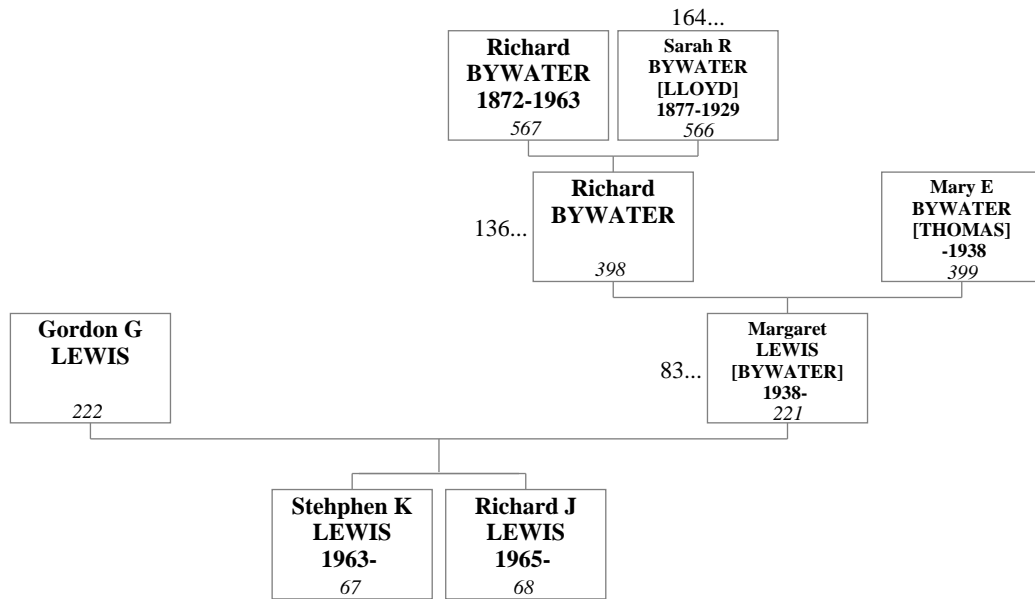 164...
Richard
BYWATER
1872-1963
567
Sarah R
BYWATER
[LLOYD]
1877-1929
566
136...
Richard
BYWATER
398
Mary E
BYWATER
[THOMAS]
-1938
399
Gordon G
LEWIS
222
83...
Margaret
LEWIS
[BYWATER]
1938-
221
Stehphen K
LEWIS
1963-
67
Richard J
LEWIS
1965-
68